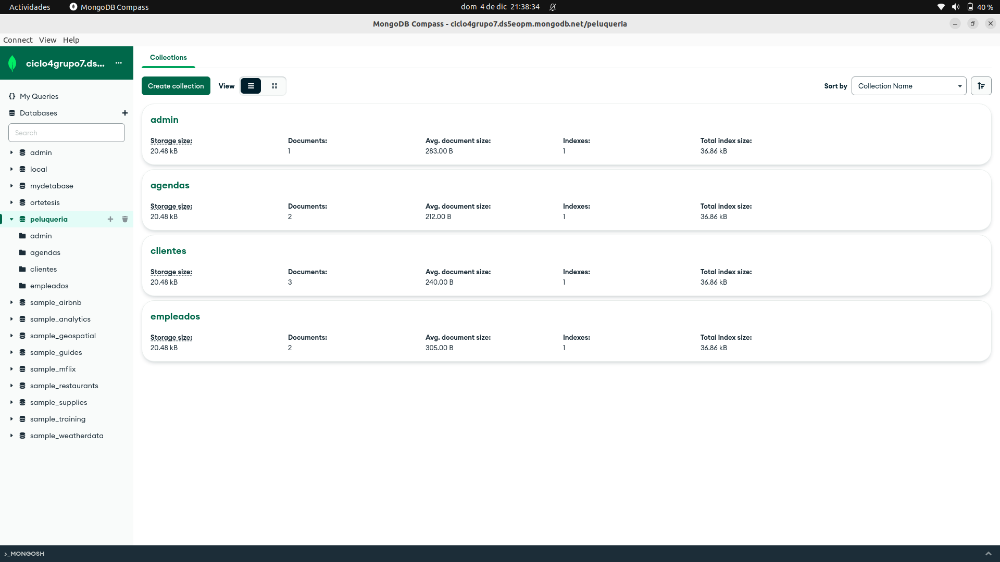 Actividades MongoDB Compass dom 4 de dic 21:38:34 40 %
MongoDB Compass - ciclo4grupo7.ds5eopm.mongodb.net/peluqueria
Connect View Help
ciclo4grupo7.ds... ...
{} My Queries
Databases +
Search
admin
local
mydetabase
ortetesis
peluqueria +
admin
agendas
clientes
empleados
sample_airbnb
sample_analytics
sample_geospatial
sample_guides
sample_mflix
sample_restaurants
sample_supplies
sample_training
sample_weatherdata
Collections
Create collection View Sort by Collection Name
admin
Storage size: Documents: Avg. document size: Indexes: Total index size:
20.48 kB 1 283.00 B 1 36.86 kB
agendas
Storage size: Documents: Avg. document size: Indexes: Total index size:
20.48 kB 2 212.00 B 1 36.86 kB
clientes
Storage size: Documents: Avg. document size: Indexes: Total index size:
20.48 kB 3 240.00 B 1 36.86 kB
empleados
Storage size: Documents: Avg. document size: Indexes: Total index size:
20.48 kB 2 305.00 B 1 36.86 kB
>_MONGOSH